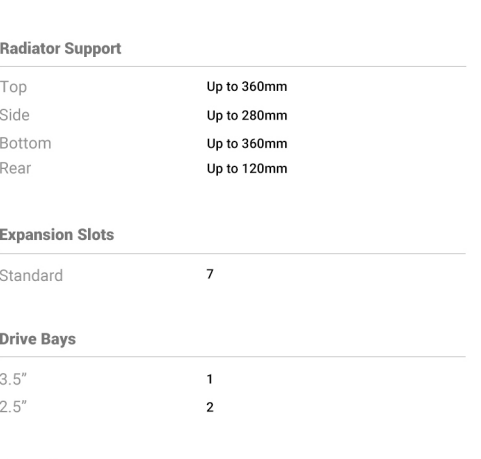 Radiator Support
Top Up to 360mm
Side Up to 280mm
Bottom Up to 360mm
Rear Up to 120mm
Expansion Slots
Standard 7
Drive Bays
3.5” 1
2.5” 2